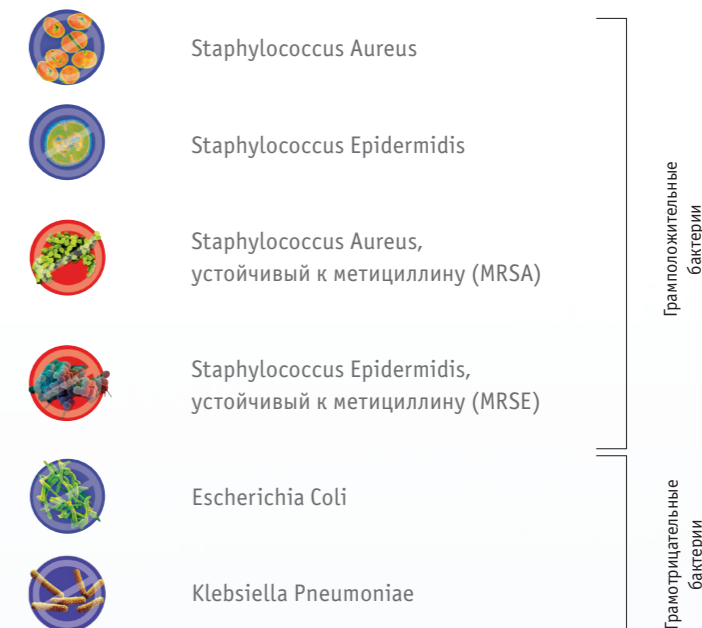 Staphylococcus Aureus
Staphylococcus Epidermidis
Staphylococcus Aureus,
устойчивый к метициллину (MRSA)
Staphylococcus Epidermidis,
устойчивый к метициллину (MRSE)
Грамположительные
бактерии
Escherichia Coli
Klebsiella Pneumoniae
Грамотрицательные
бактерии